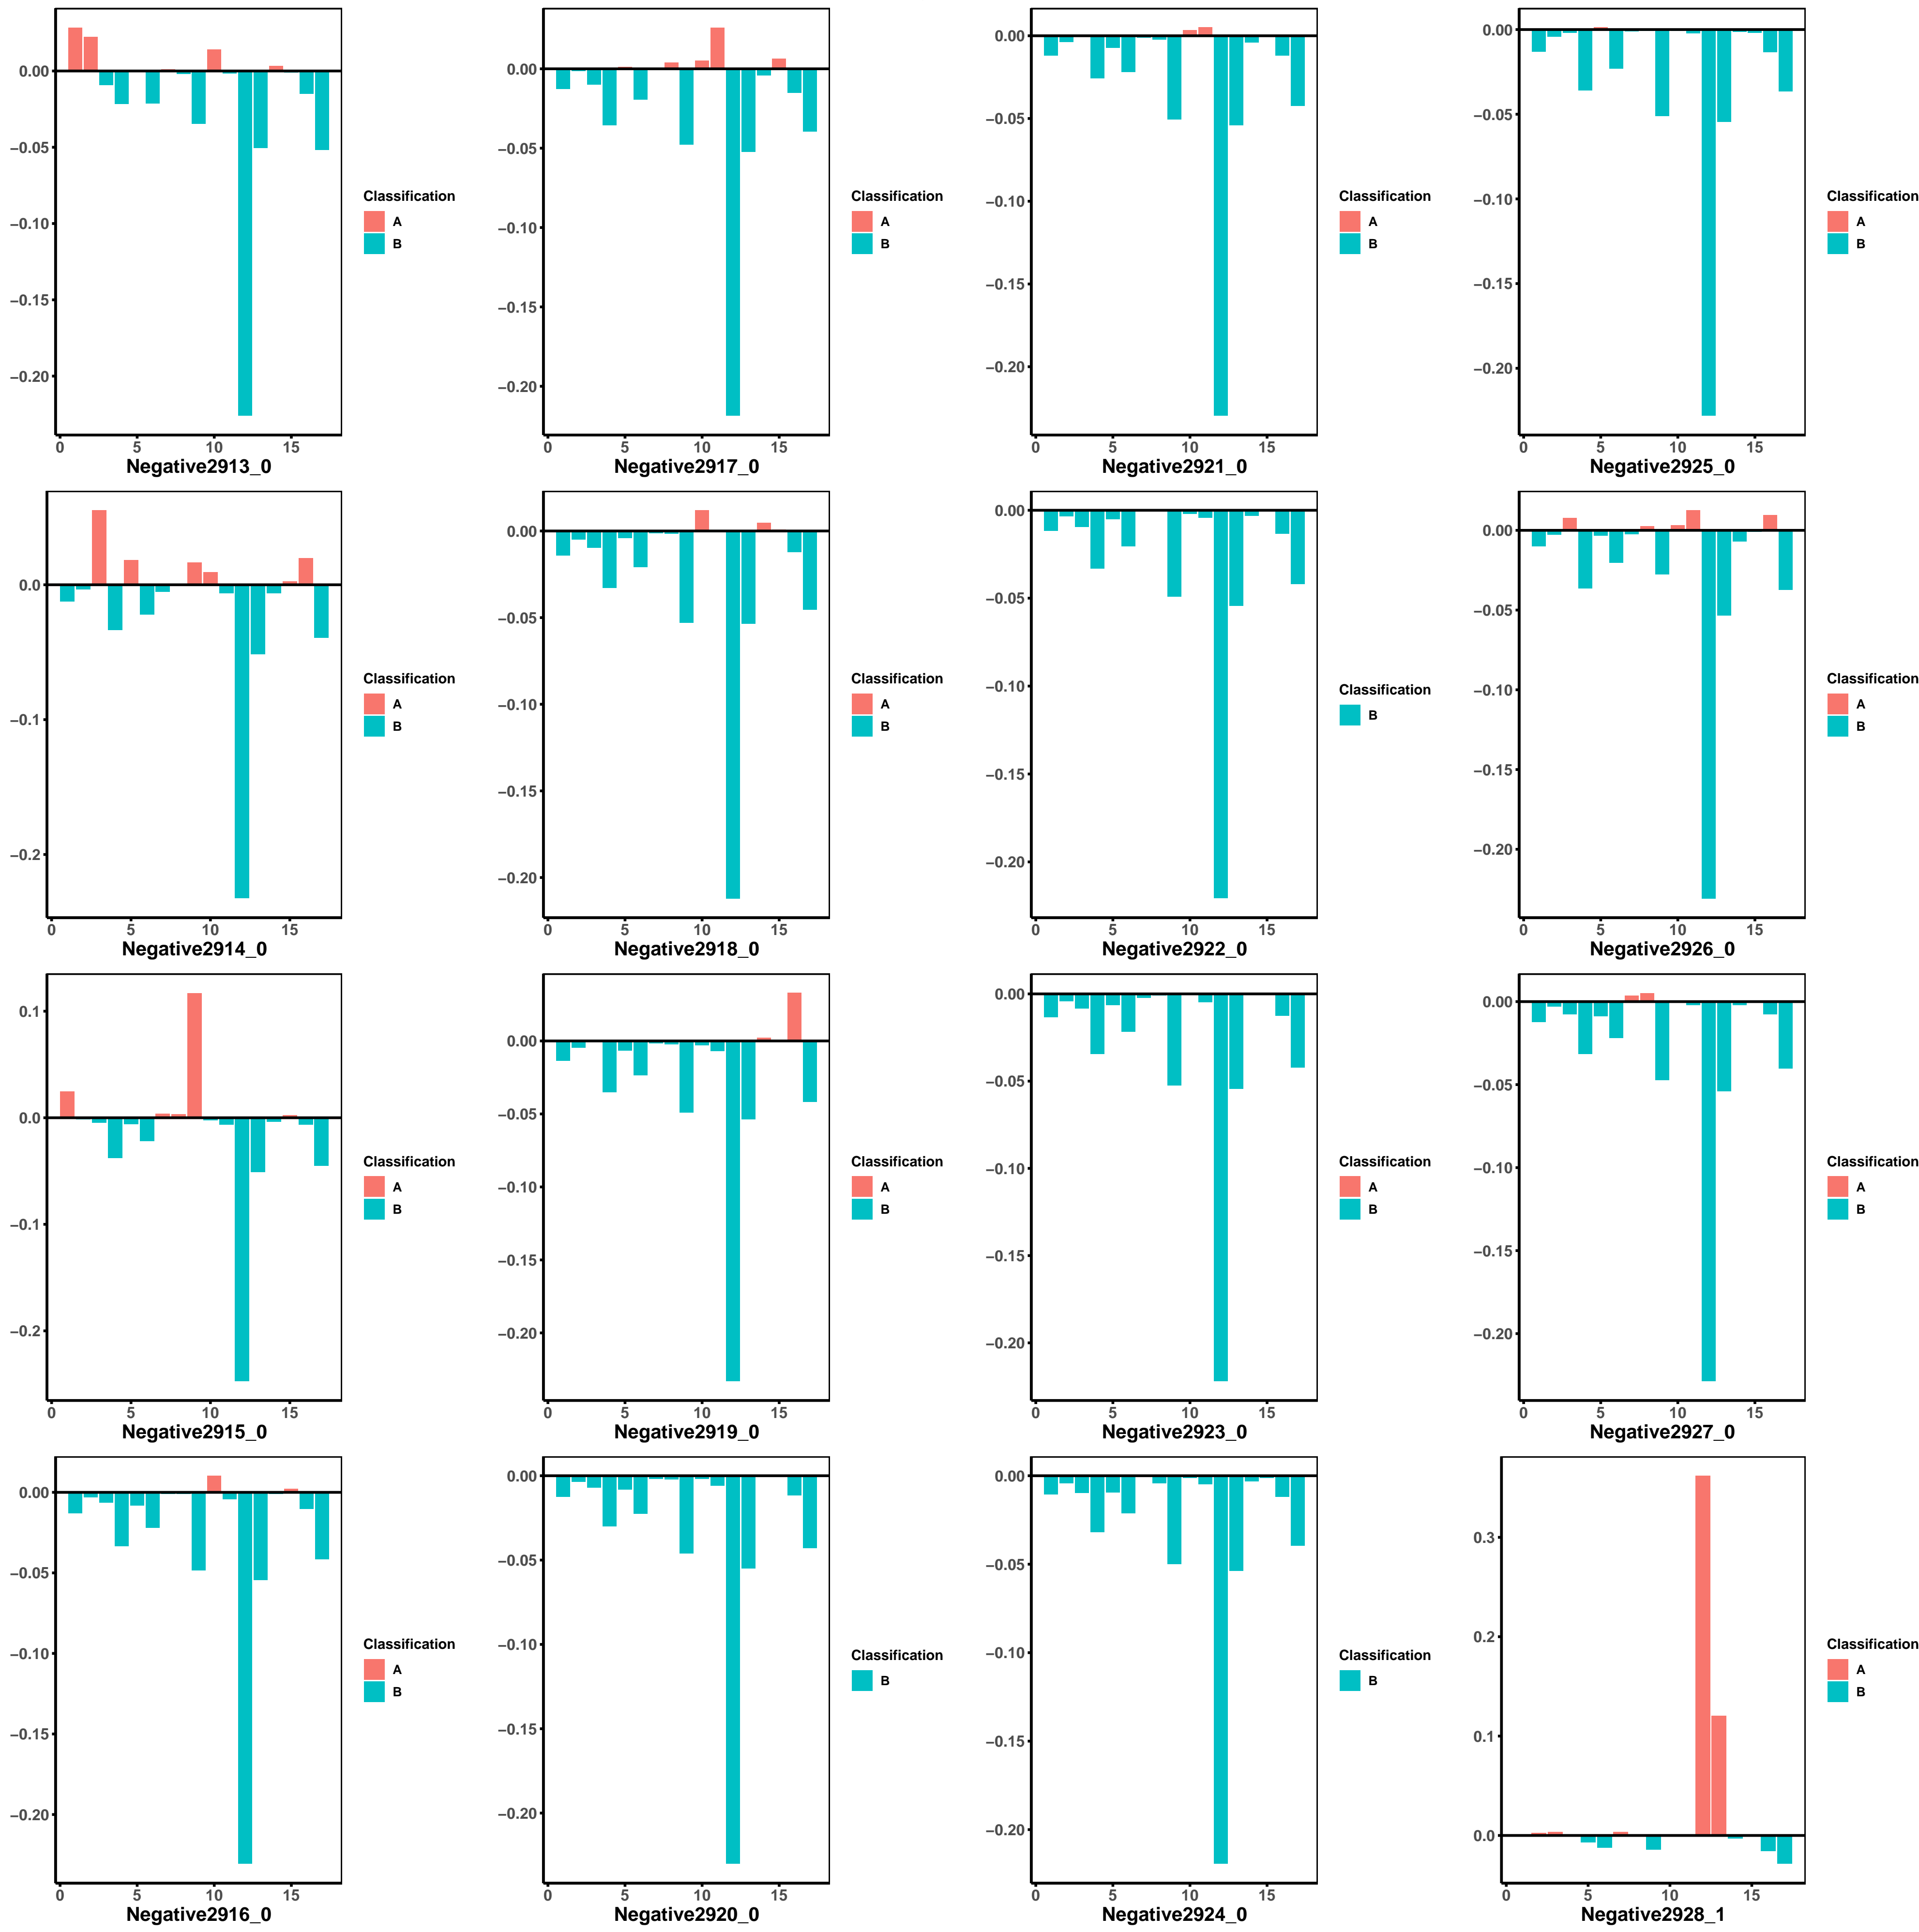 0.00
−0.05
−0.10
−0.15
−0.20
0 5 10 15
Negative2913_0
Classification
A
B
0.00
−0.05
−0.10
−0.15
−0.20
0 5 10 15
Negative2917_0
Classification
A
B
0.00
−0.05
−0.10
−0.15
−0.20
0 5 10 15
Negative2921_0
Classification
A
B
0.00
−0.05
−0.10
−0.15
−0.20
0 5 10 15
Negative2925_0
Classification
A
B
0.0
−0.1
−0.2
0 5 10 15
Negative2914_0
Classification
A
B
0.00
−0.05
−0.10
−0.15
−0.20
0 5 10 15
Negative2918_0
Classification
A
B
0.00
−0.05
−0.10
−0.15
−0.20
0 5 10 15
Negative2922_0
Classification
B
0.00
−0.05
−0.10
−0.15
−0.20
0 5 10 15
Negative2926_0
Classification
A
B
0.1
0.0
−0.1
−0.2
0 5 10 15
Negative2915_0
Classification
A
B
0.00
−0.05
−0.10
−0.15
−0.20
0 5 10 15
Negative2919_0
Classification
A
B
0.00
−0.05
−0.10
−0.15
−0.20
0 5 10 15
Negative2923_0
Classification
A
B
0.00
−0.05
−0.10
−0.15
−0.20
0 5 10 15
Negative2927_0
Classification
A
B
0.00
−0.05
−0.10
−0.15
−0.20
0 5 10 15
Negative2916_0
Classification
A
B
0.00
−0.05
−0.10
−0.15
−0.20
0 5 10 15
Negative2920_0
Classification
B
0.00
−0.05
−0.10
−0.15
−0.20
0 5 10 15
Negative2924_0
Classification
B
0.3
0.2
0.1
0.0
0 5 10 15
Negative2928_1
Classification
A
B